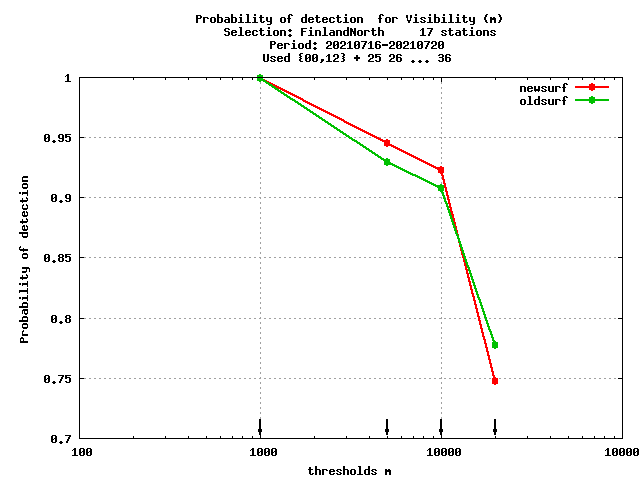 Probability of detection for Visibility (m)
Selection: FinlandNorth 17 stations
Period: 20210716-20210720
Used {00,12} + 25 26 ... 36
newsurf
oldsurf
Probability of detection
1
0.95
0.9
0.85
0.8
0.75
0.7
100 1000 10000 10000
thresholds m